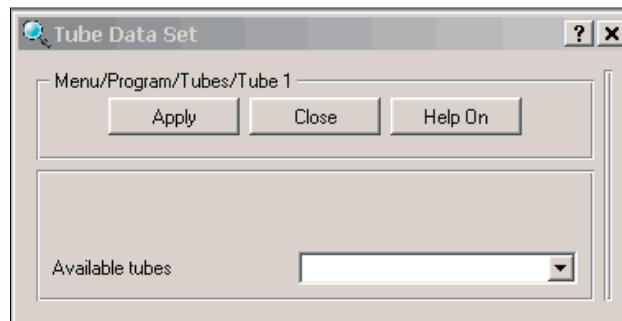 Tube Data Set ? x
Menu/Program/Tubes/Tube 1
Apply Close Help On
Available tubes